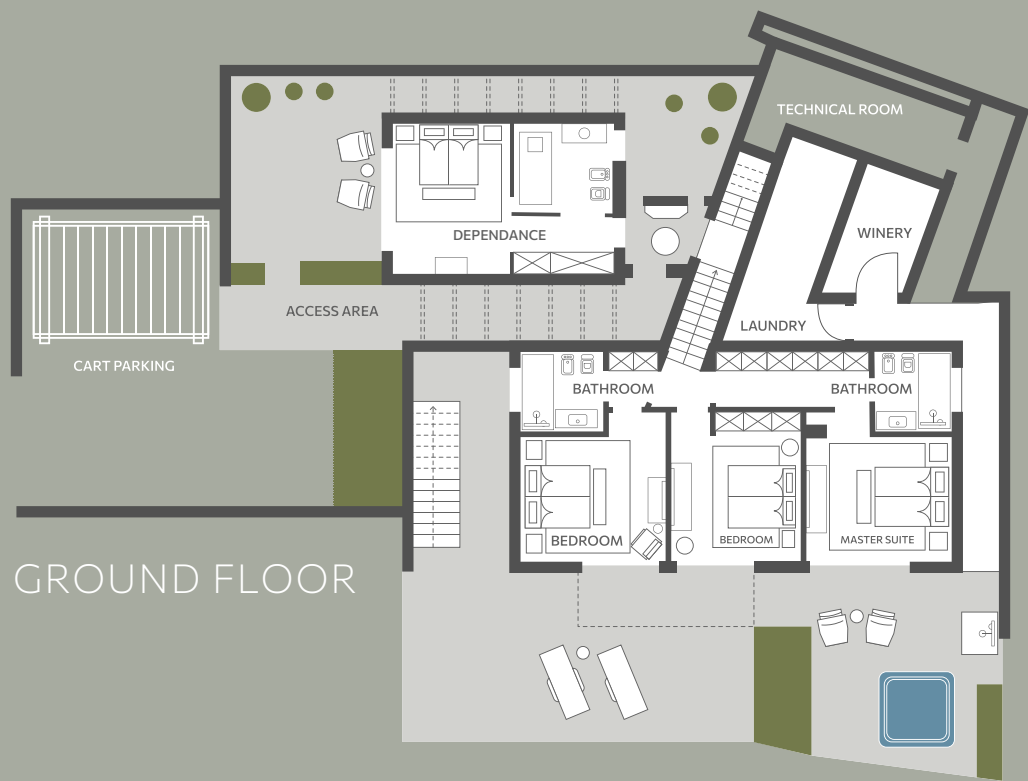 TECHNICAL ROOM
DEPENDANCE
WINERY
ACCESS AREA
LAUNDRY
CART PARKING
BATHROOM
BATHROOM
BEDROOM
BEDROOM
MASTER SUITE
GROUND FLOOR